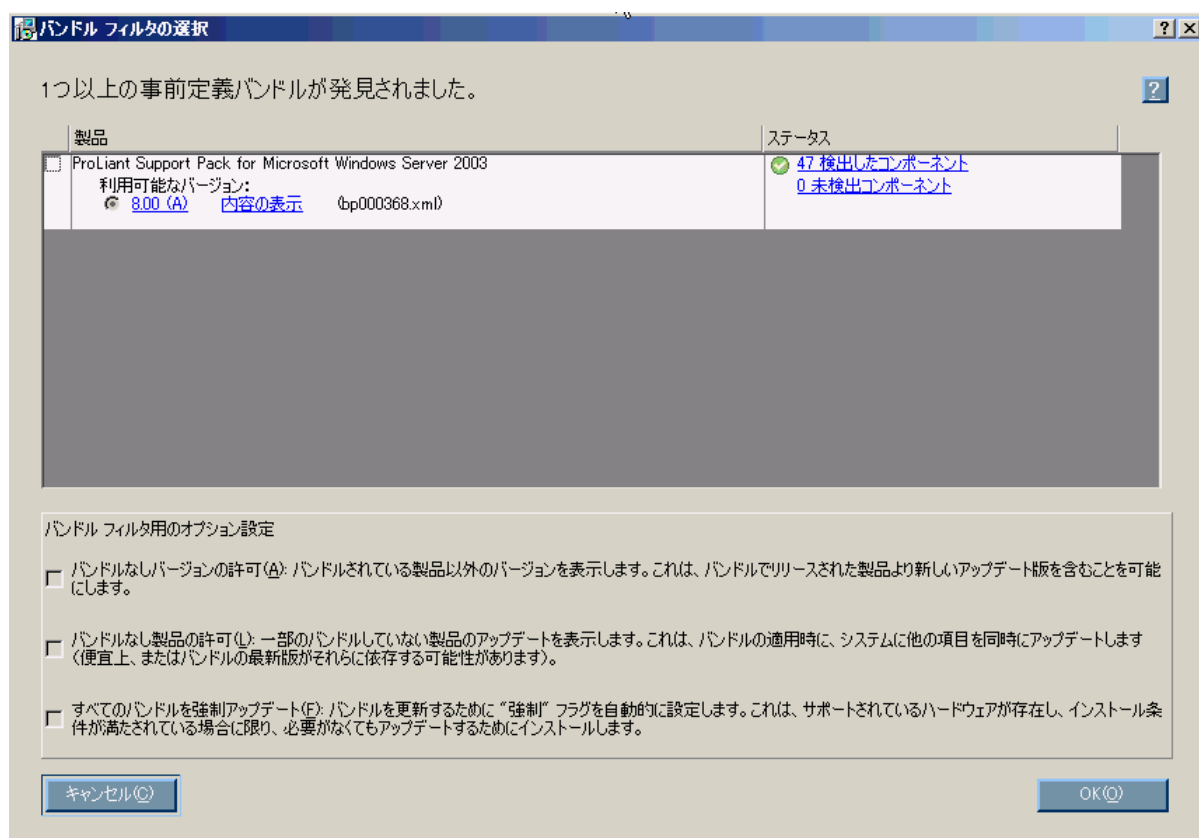 バンドル フィルタの選択
1つ以上の事前定義バンドルが発見されました。
製品 ステータス
ProLiant Support Pack for Microsoft Windows Server 2003 47 検出したコンポーネント
利用可能なバージョン: 0 未検出コンポーネント
8.00 (A) 内容の表示 (bp000368.xml)
バンドル フィルタ用のオプション設定
バンドルなしバージョンの許可(A): バンドルされている製品以外のバージョンを表示します。これは、バンドルでリリースされた製品より新しいアップデート版を含むことを可能
にします。
バンドルなし製品の許可(L): 一部のバンドルしていない製品のアップデートを表示します。これは、バンドルの適用時に、システムに他の項目を同時にアップデートします
(便宜上、またはバンドルの最新版がそれらに依存する可能性があります)。
すべてのバンドルを強制アップデート(F): バンドルを更新するために "強制" フラグを自動的に設定します。これは、サポートされているハードウェアが存在し、インストール条
件が満たされている場合に限り、必要がなくてもアップデートするためにインストールします。
キャンセル(C) OK(O)